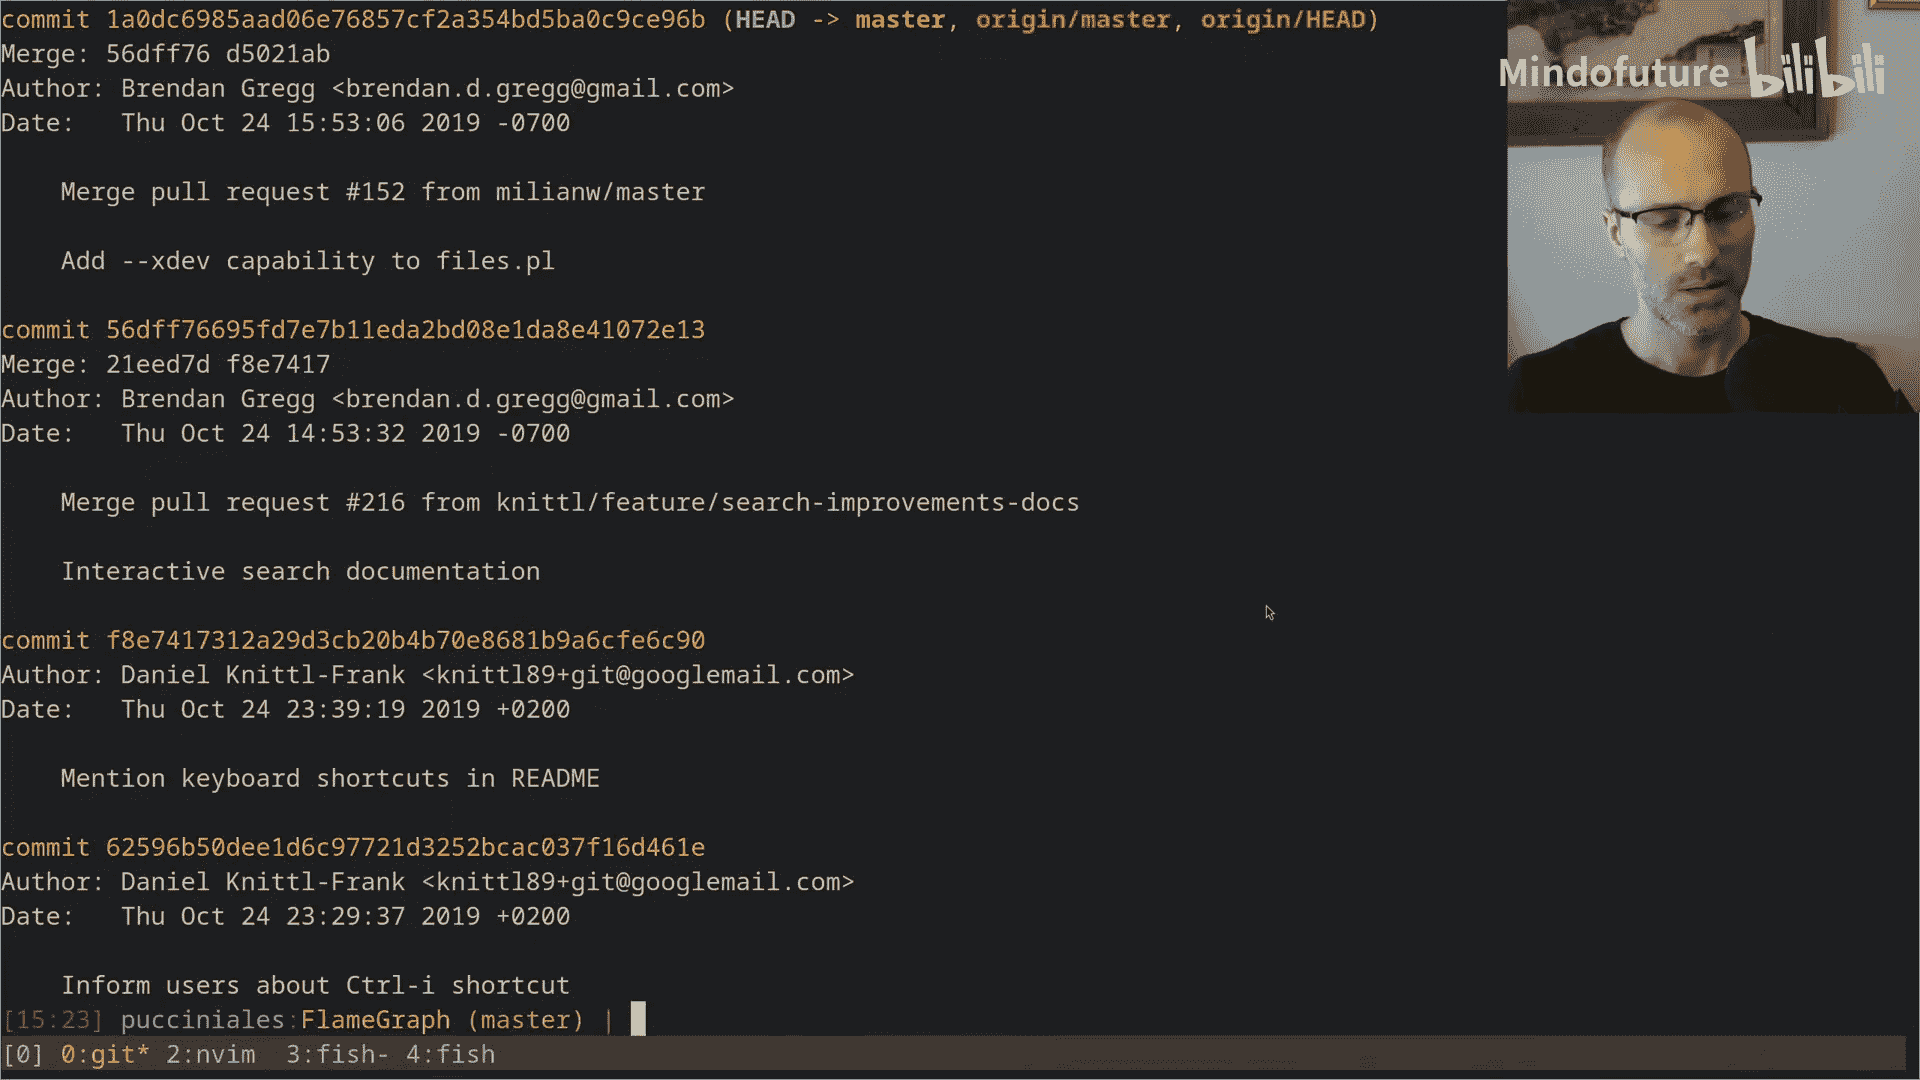 commit 1a0dc6985aad06e76857cf2a354bd5ba0c9ce96b (HEAD -> master, origin/master, origin/HEAD)
Merge: 56dff76 d5021ab
Author: Brendan Gregg <brendan.d.gregg@gmail.com>
Date:   Thu Oct 24 15:53:06 2019 -0700
Mindofuture bilibili
    Merge pull request #152 from milianw/master
    Add --xdev capability to files.pl
commit 56dff76695fd7e7b11eda2bd08e1da8e41072e13
Merge: 21eed7d f8e7417
Author: Brendan Gregg <brendan.d.gregg@gmail.com>
Date:   Thu Oct 24 14:53:32 2019 -0700
    Merge pull request #216 from knittl/feature/search-improvements-docs
    Interactive search documentation
commit f8e7417312a29d3cb20b4b70e8681b9a6cfe6c90
Author: Daniel Knittl-Frank <knittl89+git@googlemail.com>
Date:   Thu Oct 24 23:39:19 2019 +0200
    Mention keyboard shortcuts in README
commit 62596b50dee1d6c97721d3252bcac037f16d461e
Author: Daniel Knittl-Frank <knittl89+git@googlemail.com>
Date:   Thu Oct 24 23:29:37 2019 +0200
    Inform users about Ctrl-i shortcut
[15:23] pucciniales:FlameGraph (master) |
[0] 0:git* 2:nvim  3:fish- 4:fish